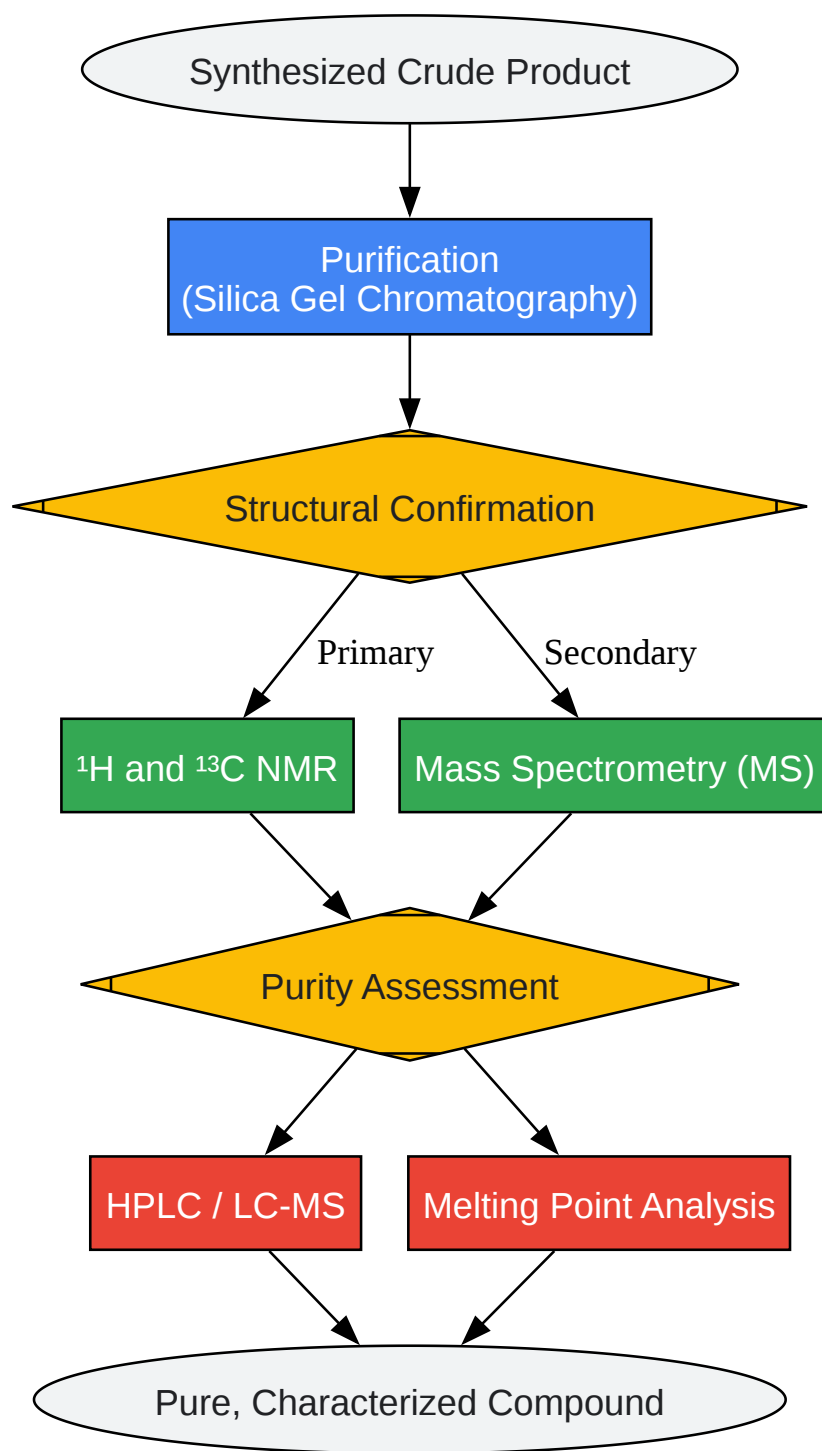 Synthesized Crude Product
Purification
(Silica Gel Chromatography)
Structural Confirmation
Primary
Secondary
¹H and ¹³C NMR
Mass Spectrometry (MS)
Purity Assessment
HPLC / LC-MS
Melting Point Analysis
Pure, Characterized Compound